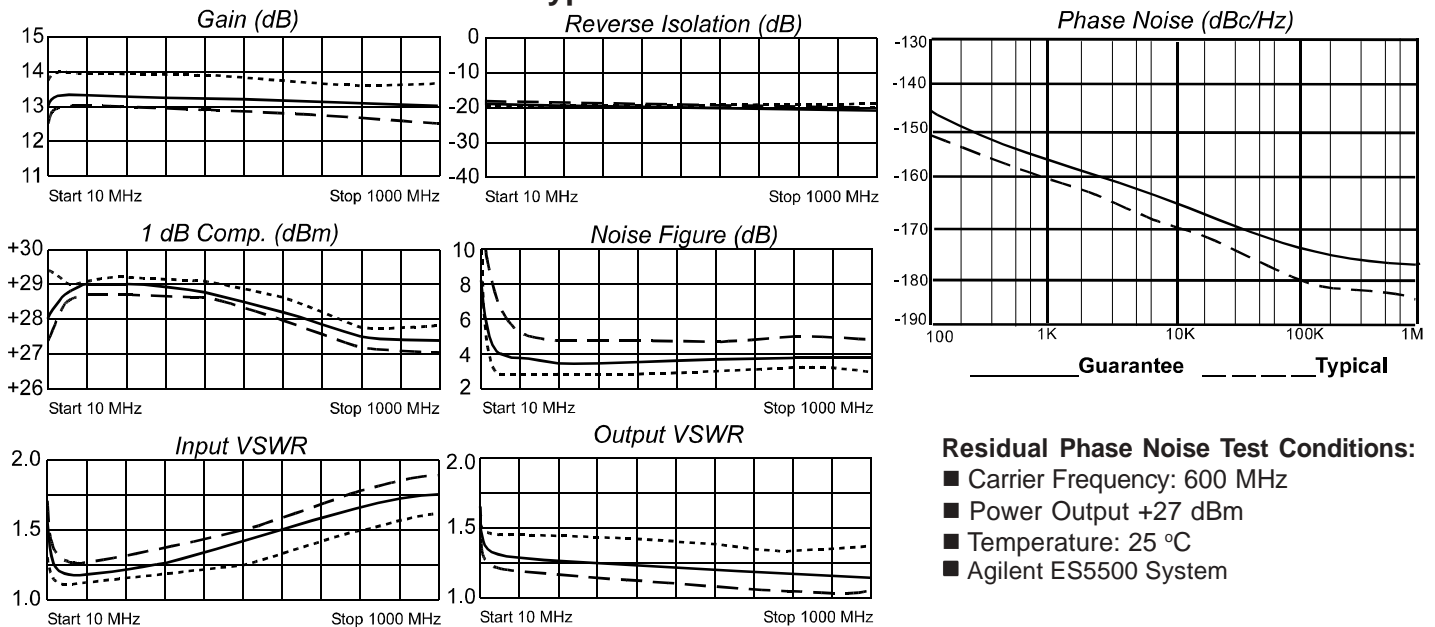 Gain (dB)
15
14
13
12
11
Start 10 MHz Stop 1000 MHz
Reverse Isolation (dB)
0
-10
-20
-30
-40
Start 10 MHz Stop 1000 MHz
Phase Noise (dBc/Hz)
-130
-140
-150
-160
-170
-180
-190
100 1K 10K 100K 1M
Guarantee Typical
1 dB Comp. (dBm)
+30
+29
+28
+27
+26
Start 10 MHz Stop 1000 MHz
Noise Figure (dB)
10
8
6
4
2
Start 10 MHz Stop 1000 MHz
Input VSWR
2.0
1.5
1.0
Start 10 MHz Stop 1000 MHz
Output VSWR
2.0
1.5
1.0
Start 10 MHz Stop 1000 MHz
Residual Phase Noise Test Conditions:
■ Carrier Frequency: 600 MHz
■ Power Output +27 dBm
■ Temperature: 25 °C
■ Agilent ES5500 System